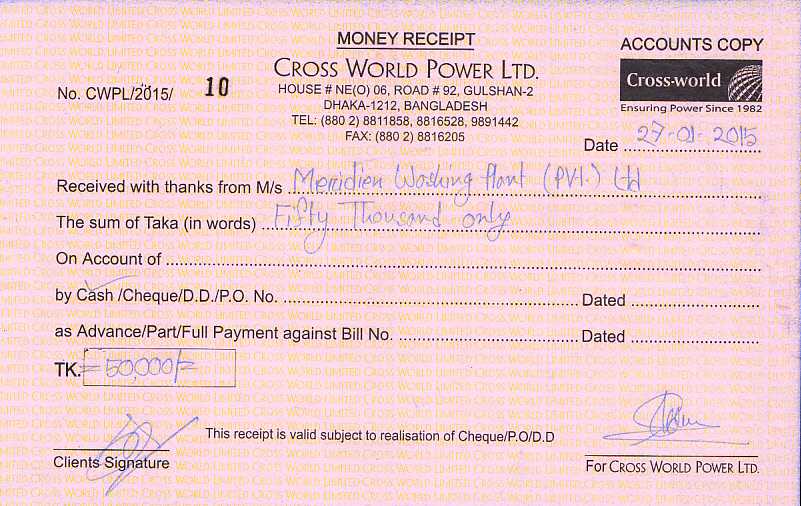 MONEY RECEIPT
ACCOUNTS COPY
CROSS WORLD POWER LTD.
Cross-world
Ensuring Power Since 1982
No. CWPL/2015/ 10
HOUSE # NE(O) 06, ROAD # 92, GULSHAN-2
DHAKA-1212, BANGLADESH
TEL: (880 2) 8811858, 8816528, 9891442
FAX: (880 2) 8816205
Date 27-01-2015
Received with thanks from M/s Meridien Washing Plant (PVt.) Ltd
The sum of Taka (in words) Fifty Thousand only
On Account of
by Cash /Cheque/D.D./P.O. No. Dated
as Advance/Part/Full Payment against Bill No. Dated
TK. =50000/=
This receipt is valid subject to realisation of Cheque/P.O/D.D
Clients Signature
For CROSS WORLD POWER LTD.